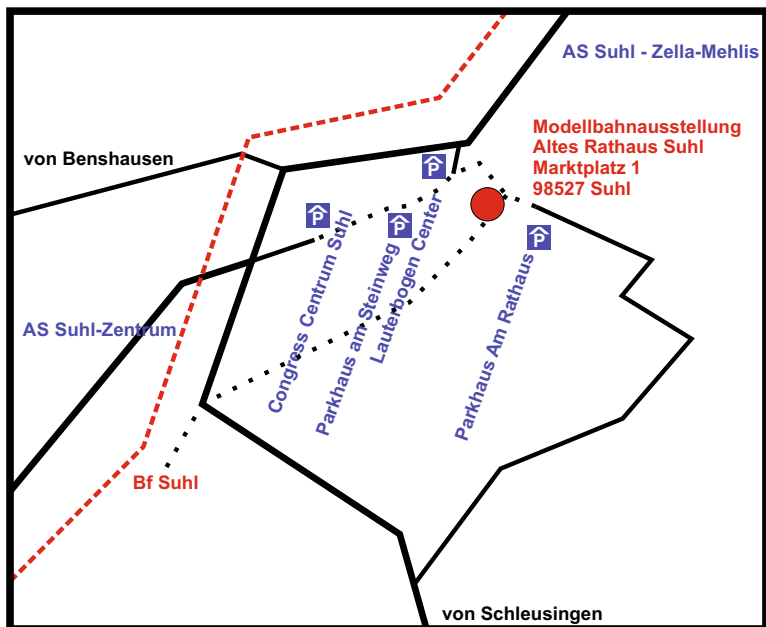 AS Suhl - Zella-Mehlis
Modellbahnausstellung
Altes Rathaus Suhl
Marktplatz 1
98527 Suhl
von Benshausen
P
P
P
P
AS Suhl-Zentrum
Congress Centrum Suhl
Parkhaus am Steinweg
Lauterbogen Center
Parkhaus Am Rathaus
Bf Suhl
von Schleusingen